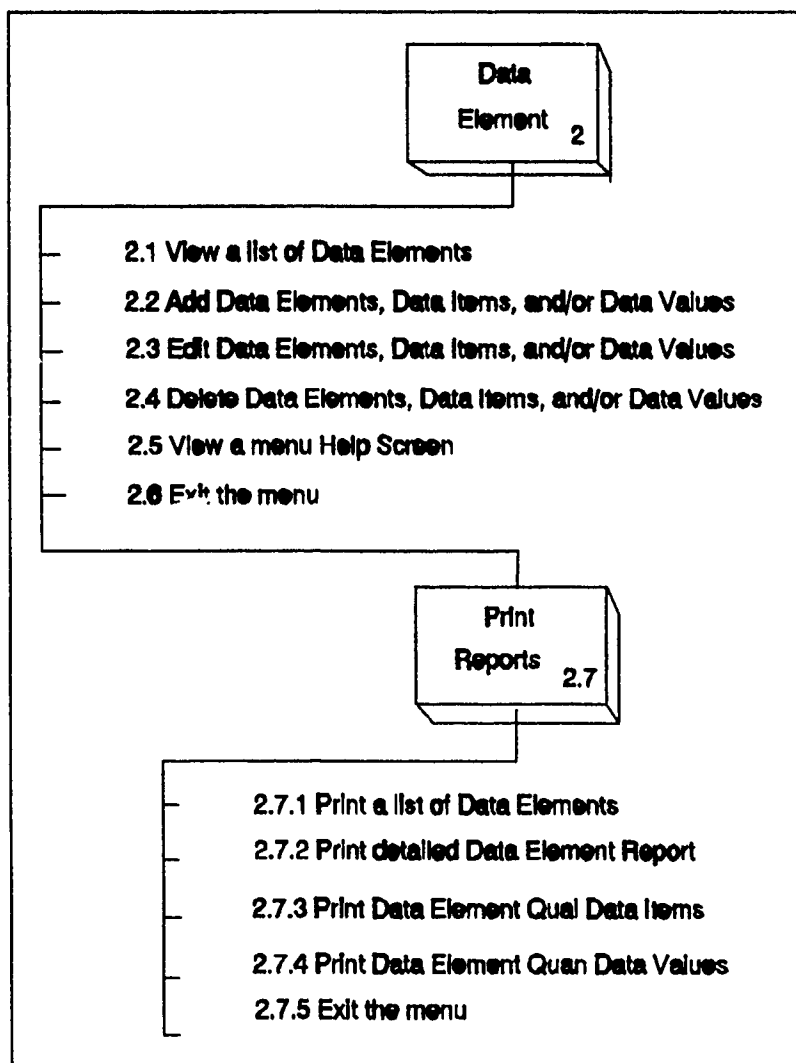 Data
Element 2
2.1 View a list of Data Elements
2.2 Add Data Elements, Data Items, and/or Data Values
2.3 Edit Data Elements, Data Items, and/or Data Values
2.4 Delete Data Elements, Data Items, and/or Data Values
2.5 View a menu Help Screen
2.6 Exit the menu
Print
Reports 2.7
2.7.1 Print a list of Data Elements
2.7.2 Print detailed Data Element Report
2.7.3 Print Data Element Qual Data Items
2.7.4 Print Data Element Quan Data Values
2.7.5 Exit the menu